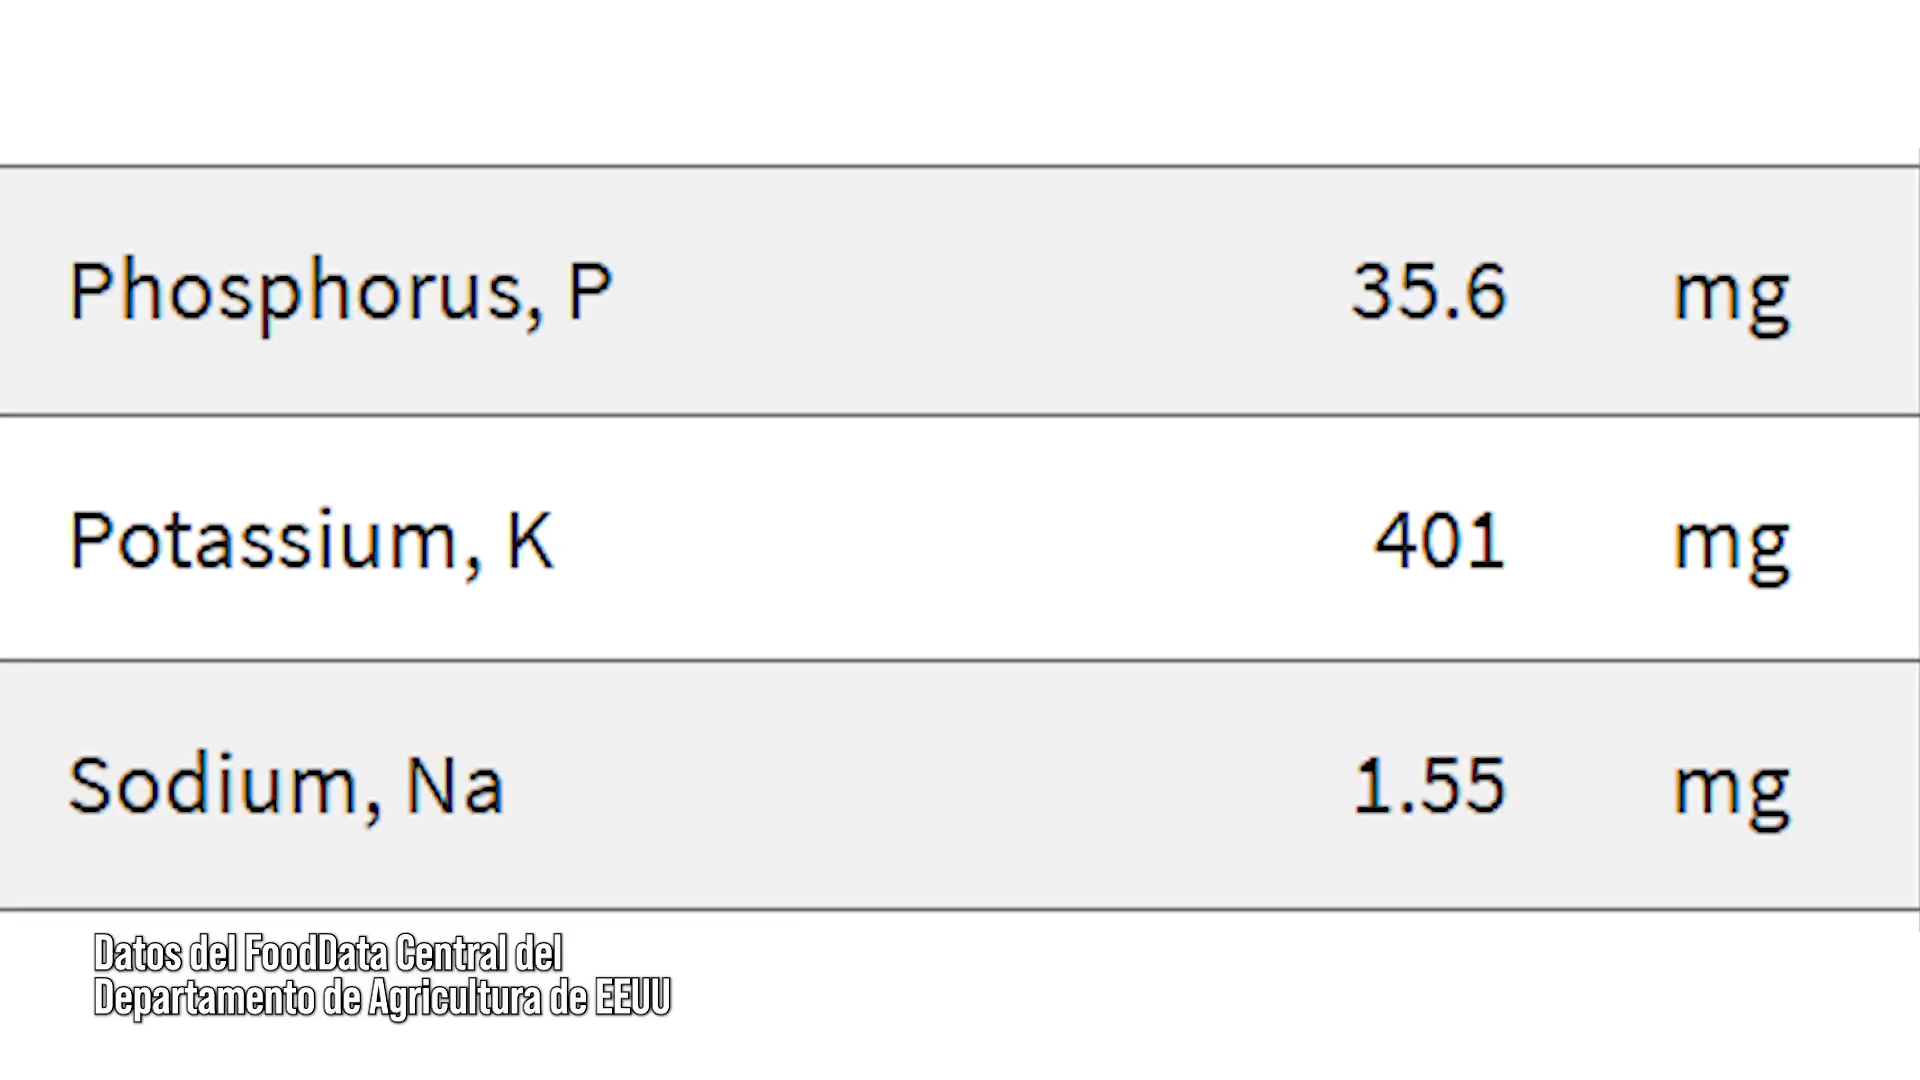 Phosphorus, P 35.6 mg
Potassium, K 401 mg
Sodium, Na 1.55 mg
Datos del FoodData Central del
Departamento de Agricultura de EEUU